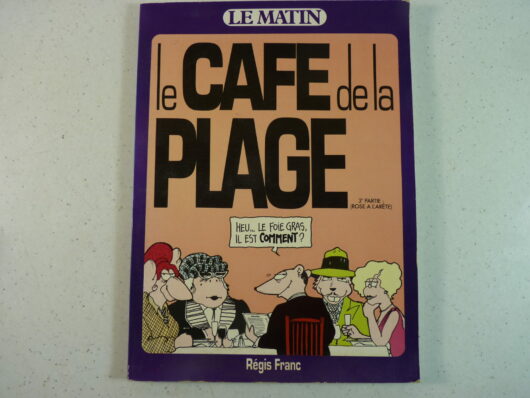 LE MATIN
le CAFE de la
PLAGE
3e PARTIE :
(ROSE A L'ARÊTE)
HEU... LE FOIE GRAS,
IL EST COMMENT ?
Régis Franc